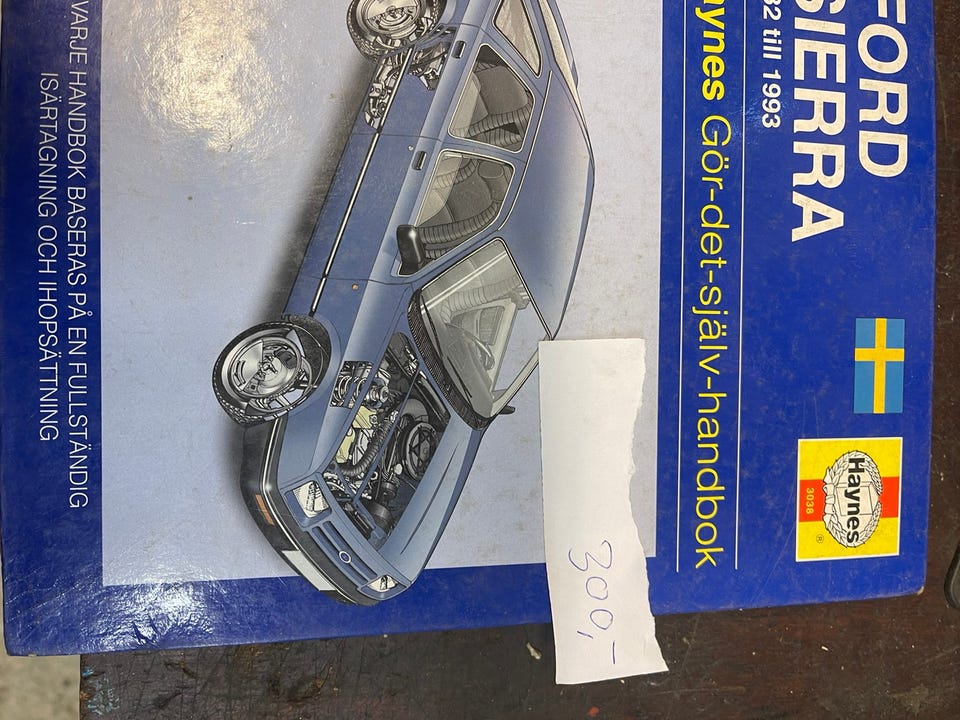 FORD
SIERRA
82 till 1993
aynes Gör-det-själv-handbok
Haynes
3038
®
300,-
VARJE HANDBOK BASERAS PÅ EN FULLSTÄNDIG
ISÄRTAGNING OCH IHOPSÄTTNING